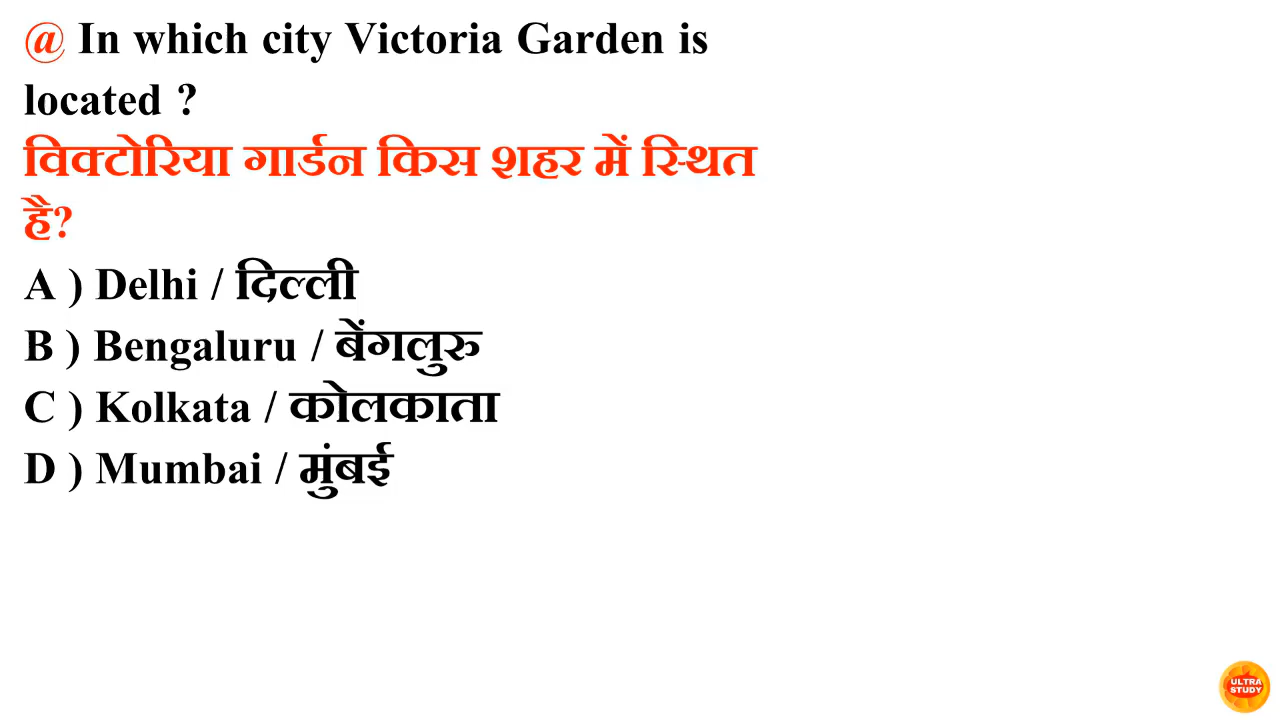 @ In which city Victoria Garden is
located ?
विक्टोरिया गार्डन किस शहर में स्थित
है?
A ) Delhi / दिल्ली
B ) Bengaluru / बेंगलुरु
C ) Kolkata / कोलकाता
D ) Mumbai / मुंबई
ULTRA
STUDY